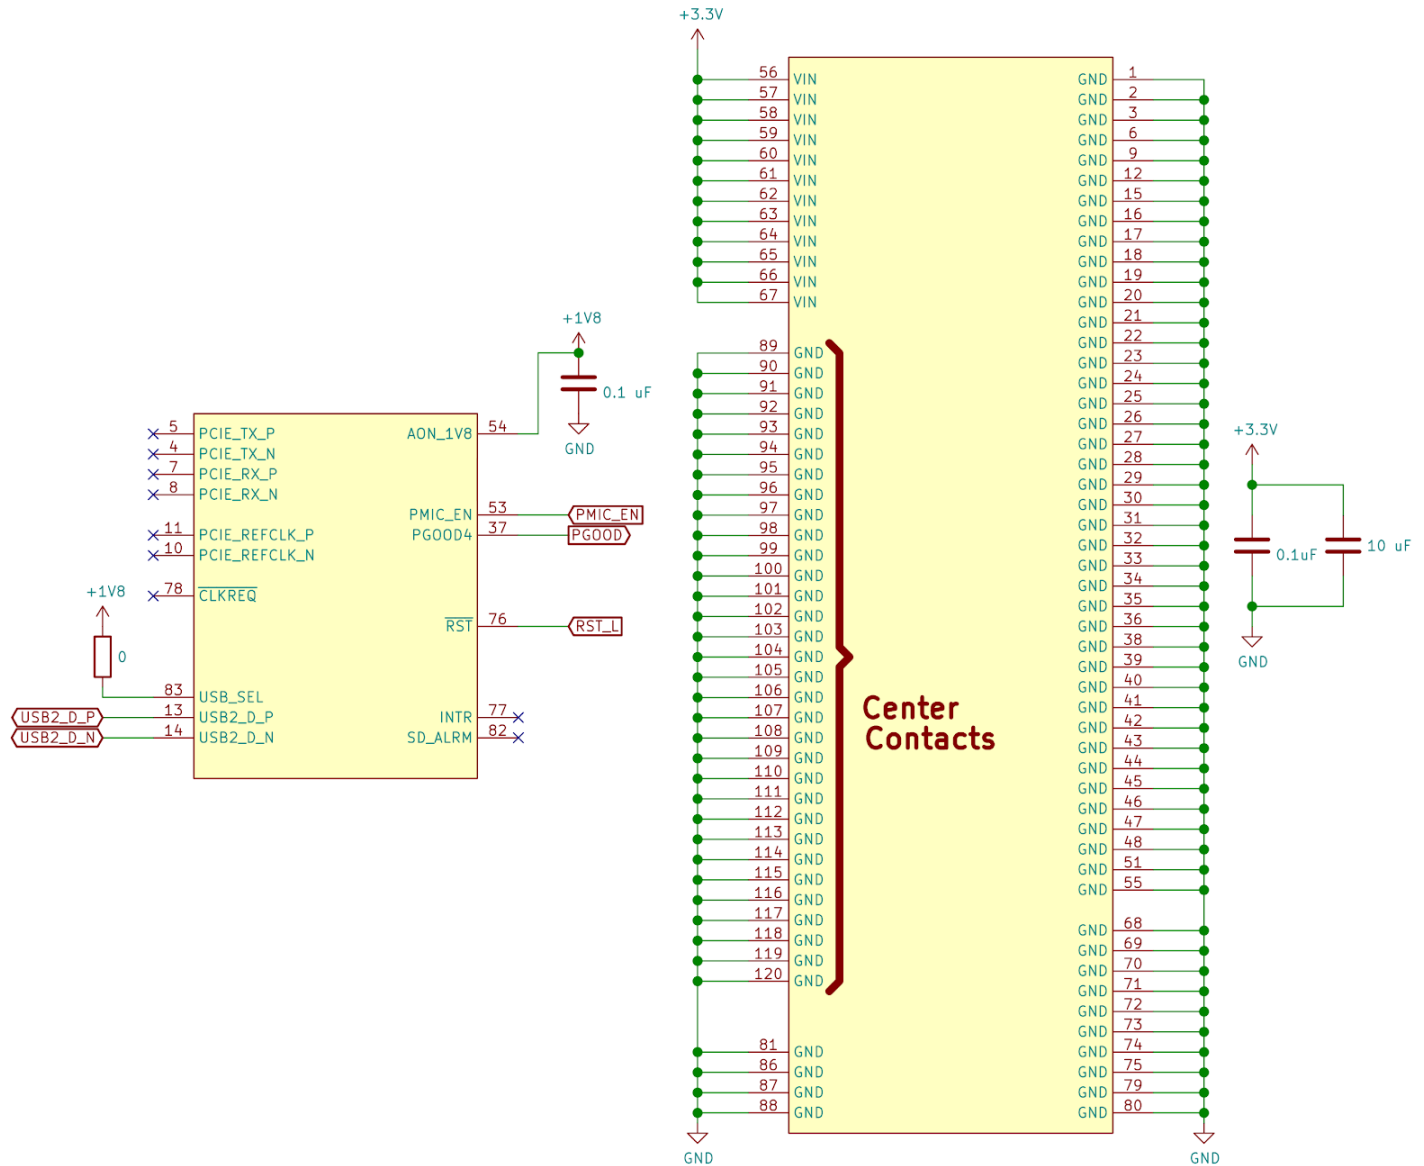 +3.3V
56 VIN GND 1
57 VIN GND 2
58 VIN GND 3
59 VIN GND 6
60 VIN GND 9
61 VIN GND 12
62 VIN GND 15
63 VIN GND 16
64 VIN GND 17
65 VIN GND 18
66 VIN GND 19
67 VIN GND 20
GND 21
GND 22
89 GND GND 23
90 GND GND 24
91 GND GND 25
92 GND GND 26
93 GND GND 27
94 GND GND 28
95 GND GND 29
96 GND GND 30
97 GND GND 31
98 GND GND 32
99 GND GND 33
100 GND GND 34
101 GND GND 35
102 GND GND 36
103 GND GND 38
104 GND GND 39
105 GND GND 40
106 GND GND 41
107 GND GND 42
108 GND GND 43
109 GND GND 44
110 GND GND 45
111 GND GND 46
112 GND GND 47
113 GND GND 48
114 GND GND 51
115 GND GND 55
116 GND
117 GND GND 68
118 GND GND 69
119 GND GND 70
120 GND GND 71
GND 72
GND 73
81 GND GND 74
86 GND GND 75
87 GND GND 79
88 GND GND 80
GND
GND
Center
Contacts
+1V8
0.1 uF
GND
5 PCIE_TX_P AON_1V8 54
4 PCIE_TX_N
7 PCIE_RX_P
8 PCIE_RX_N
PMIC_EN 53 PMIC_EN
11 PCIE_REFCLK_P PGOOD4 37 PGOOD
10 PCIE_REFCLK_N
78 CLKREQ
+1V8
RST 76 RST_L
0
83 USB_SEL
USB2_D_P 13 USB2_D_P INTR 77
USB2_D_N 14 USB2_D_N SD_ALRM 82
+3.3V
0.1uF
10 uF
GND